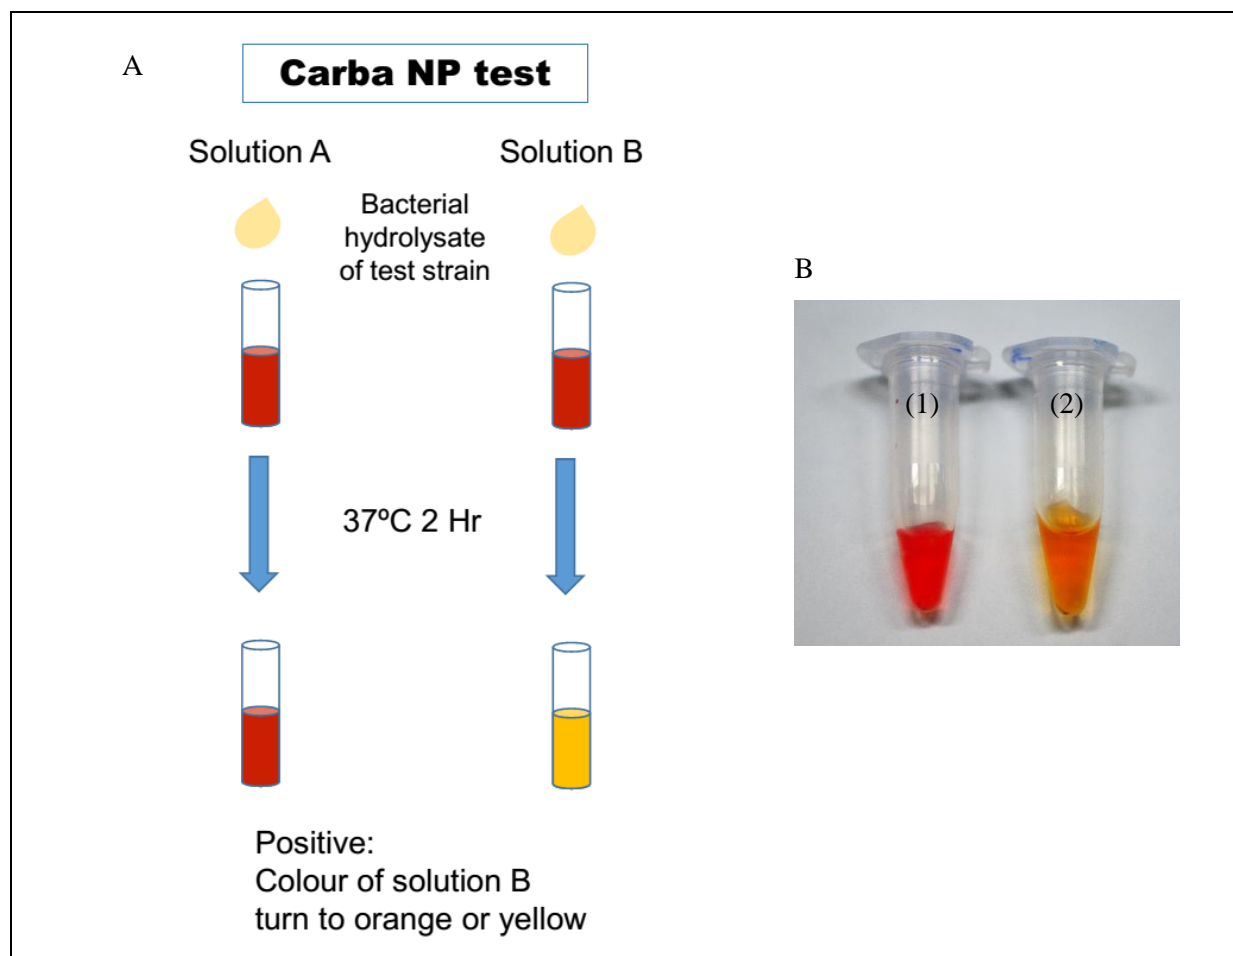 A
Carba NP test
Solution A
Solution B
Bacterial
hydrolysate
of test strain
37ºC 2 Hr
Positive:
Colour of solution B
turn to orange or yellow
B
(1)
(2)